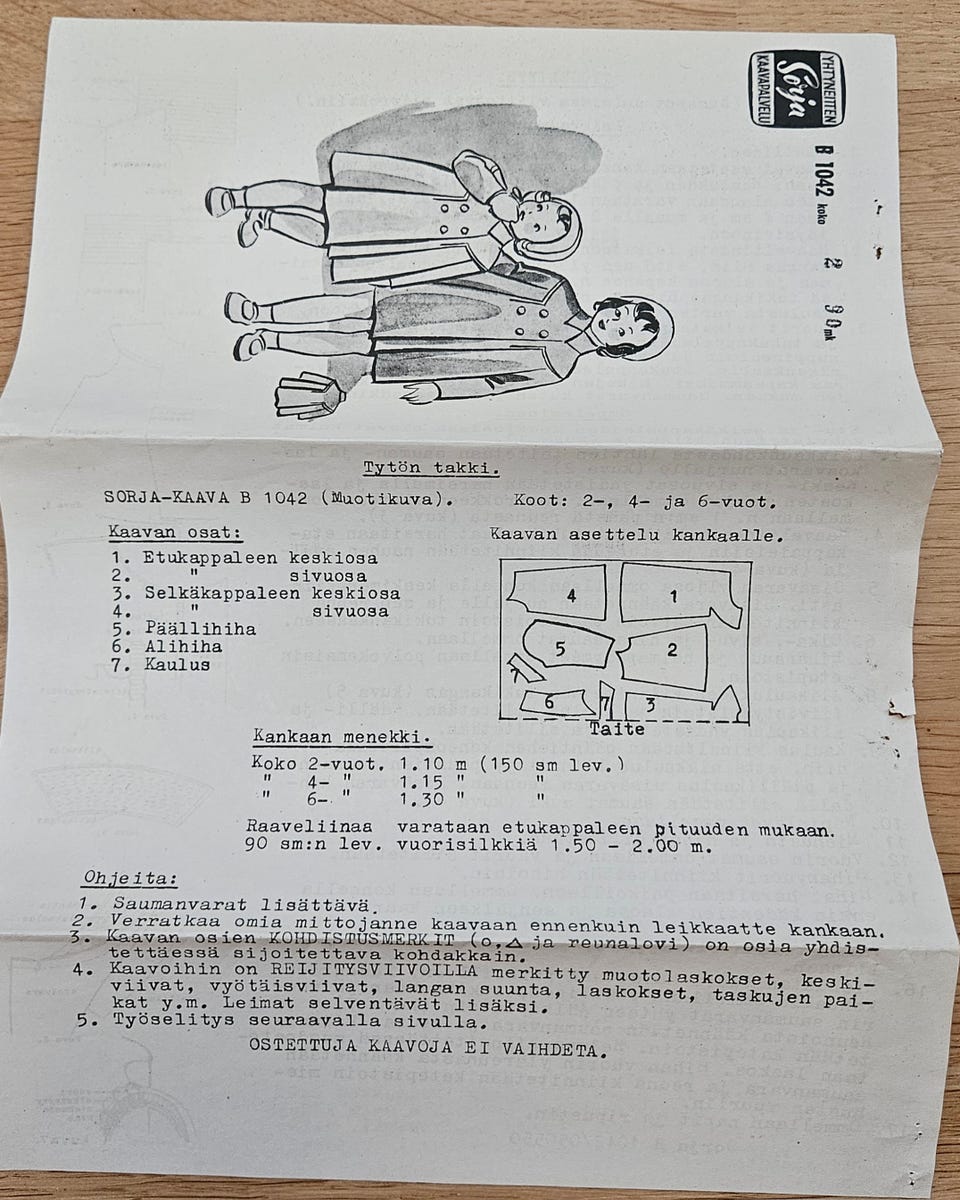 YHTYNEITTEN
Sorja
KAAVAPALVELU
B 1042 koko 2 90 mk
Tytön takki.
SORJA-KAAVA B 1042 (Muotikuva). Koot: 2-, 4- ja 6-vuot.
Kaavan osat:
1. Etukappaleen keskiosa
2. " sivuosa
3. Selkäkappaleen keskiosa
4. " sivuosa
5. Päällihiha
6. Alihiha
7. Kaulus
Kaavan asettelu kankaalle.
4 1
5 2
7
6 7 3
Taite
Kankaan menekki.
Koko 2-vuot. 1.10 m (150 sm lev.)
" 4- " 1.15 " "
" 6- " 1.30 " "
Raaveliinaa varataan etukappaleen pituuden mukaan.
90 sm:n lev. vuorisilkkiä 1.50 - 2.00 m.
Ohjeita:
1. Saumanvarat lisättävä.
2. Verratkaa omia mittojanne kaavaan ennenkuin leikkaatte kankaan.
3. Kaavan osien KOHDISTUSMERKIT (o,△ ja reunalovi) on osia yhdis-
tettäessä sijoitettava kohdakkain.
4. Kaavoihin on REIJITYSVIIVOILLA merkitty muotolaskokset, keski-
viivat, vyötäisviivat, langan suunta, laskokset, taskujen pai-
kat y.m. Leimat selventävät lisäksi.
5. Työselitys seuraavalla sivulla.
OSTETTUJA KAAVOJA EI VAIHDETA.